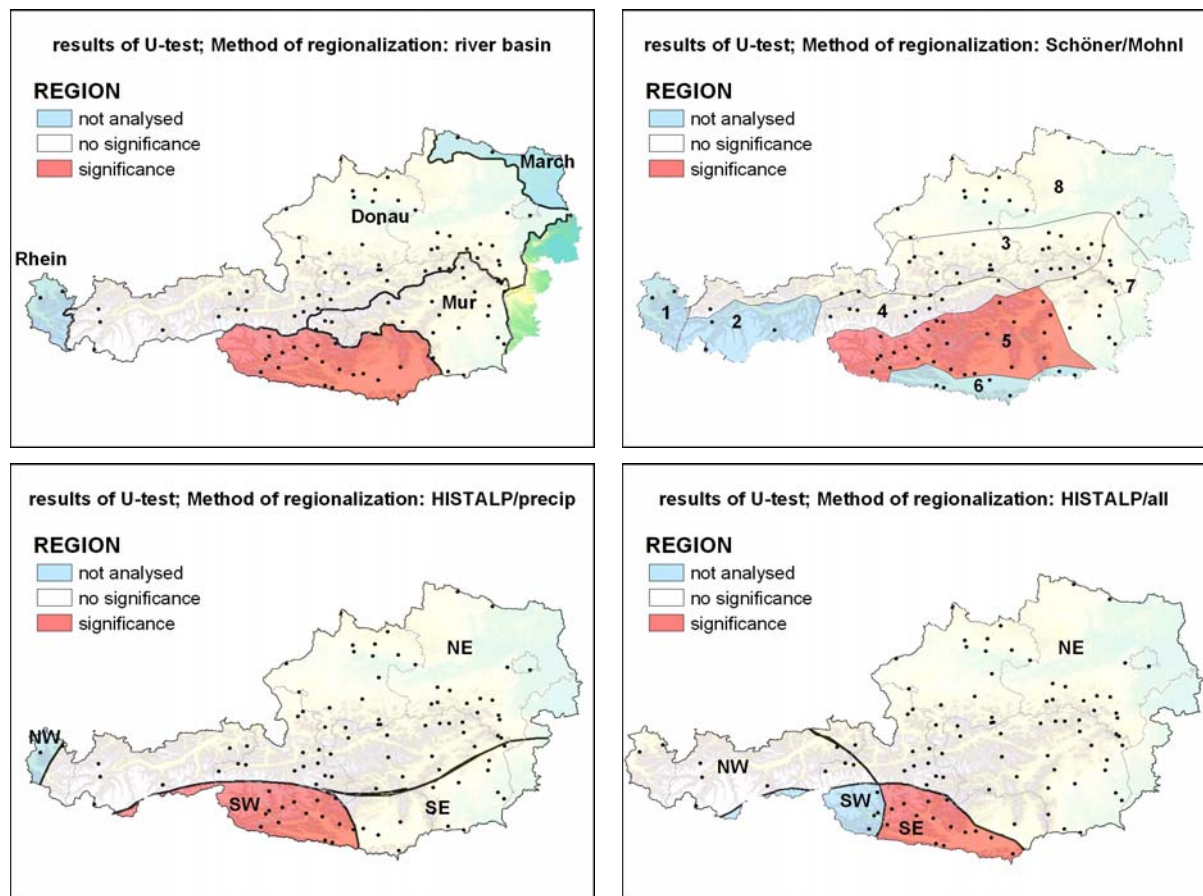 results of U-test; Method of regionalization: river basin
REGION
not analysed
no significance
significance
March
Donau
Rhein
Mur
results of U-test; Method of regionalization: Schöner/Mohnl
REGION
not analysed
no significance
significance
8
3
7
1
2
4
5
6
results of U-test; Method of regionalization: HISTALP/precip
REGION
not analysed
no significance
significance
NE
NW
SW
SE
results of U-test; Method of regionalization: HISTALP/all
REGION
not analysed
no significance
significance
NE
NW
SW
SE